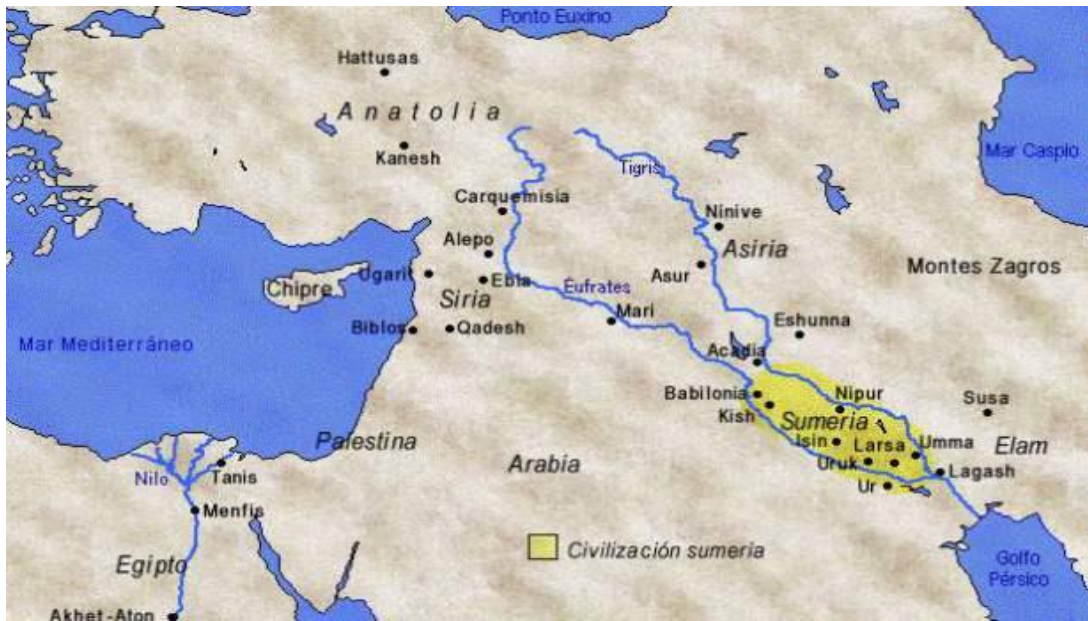 Ponto Euxino
Hattusas
Anatolia
Kanesh
Mar Caspio
Tigris
Carquemisia
Ninive
Alepo
Asiria
Asur
Montes Zagros
Ugarit
Ebla
Chipre
Siria
Éufrates
Mari
Eshunna
Biblos
Qadesh
Mar Mediterráneo
Acadia
Babilonia
Nipur
Susa
Kish
Sumeria
Palestina
Isin
Larsa
Umma
Elam
Arabia
Uruk
Lagash
Nilo
Tanis
Ur
Menfis
Civilización sumeria
Egipto
Golfo
Pérsico
Akhet-Aton